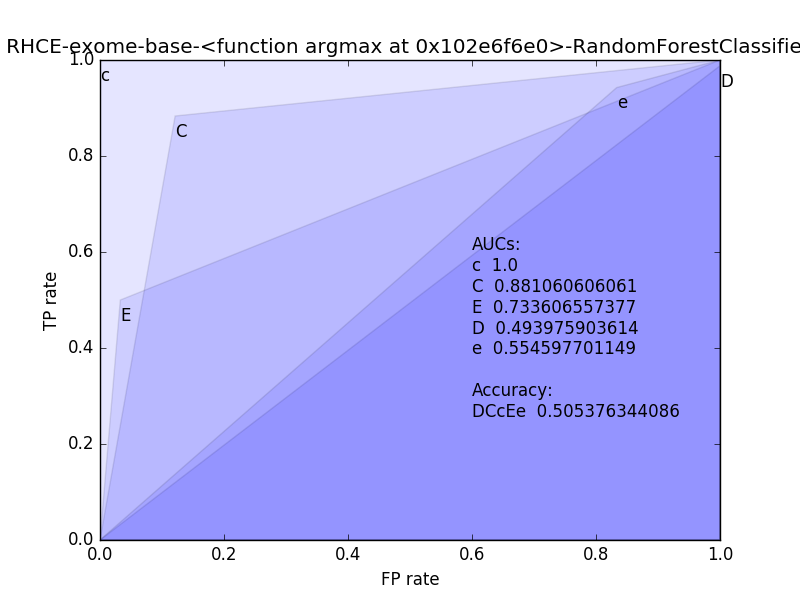 RHCE-exome-base-<function argmax at 0x102e6f6e0>-RandomForestClassifie
1.0
c
D
e
C
0.8
0.6
AUCs:
c 1.0
C 0.881060606061
E 0.733606557377
D 0.493975903614
e 0.554597701149
E
TP rate
0.4
Accuracy:
DCcEe 0.505376344086
0.2
0.0
0.0 0.2 0.4 0.6 0.8 1.0
FP rate